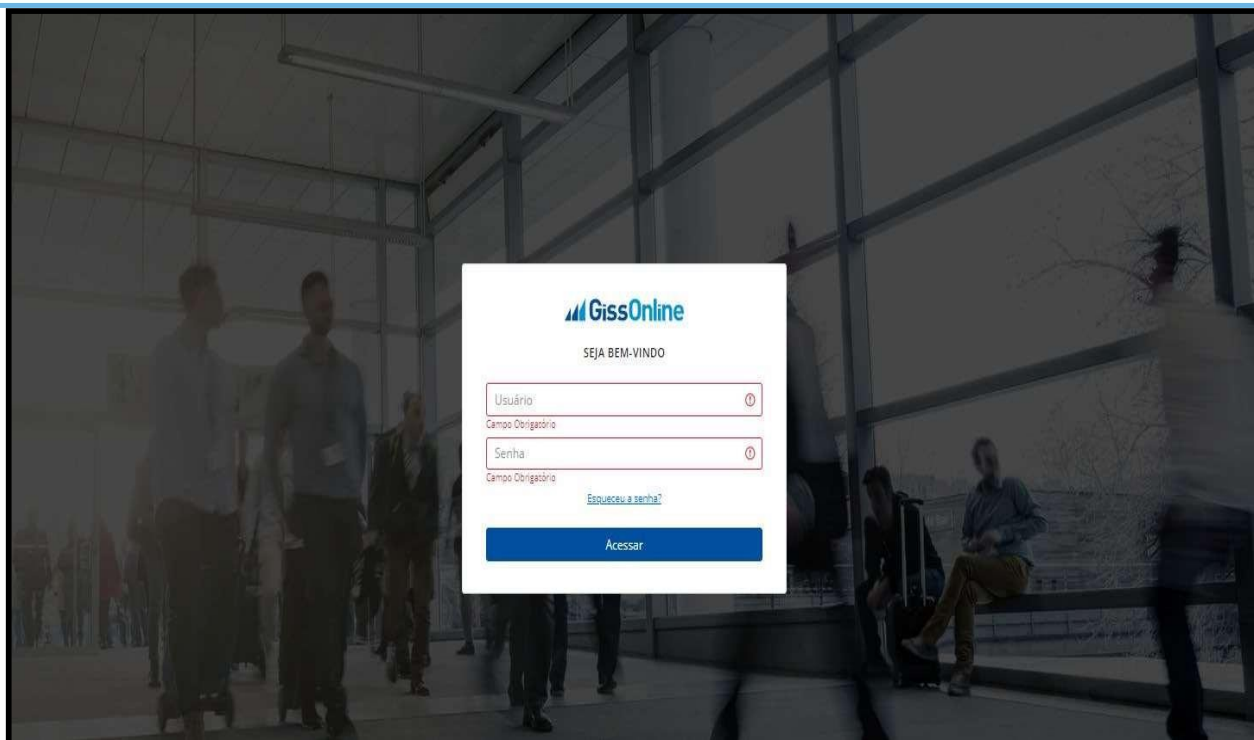 GissOnline
SEJA BEM-VINDO
Usuário
Campo Obrigatório
Senha
Campo Obrigatório
Esqueceu a senha?
Acessar